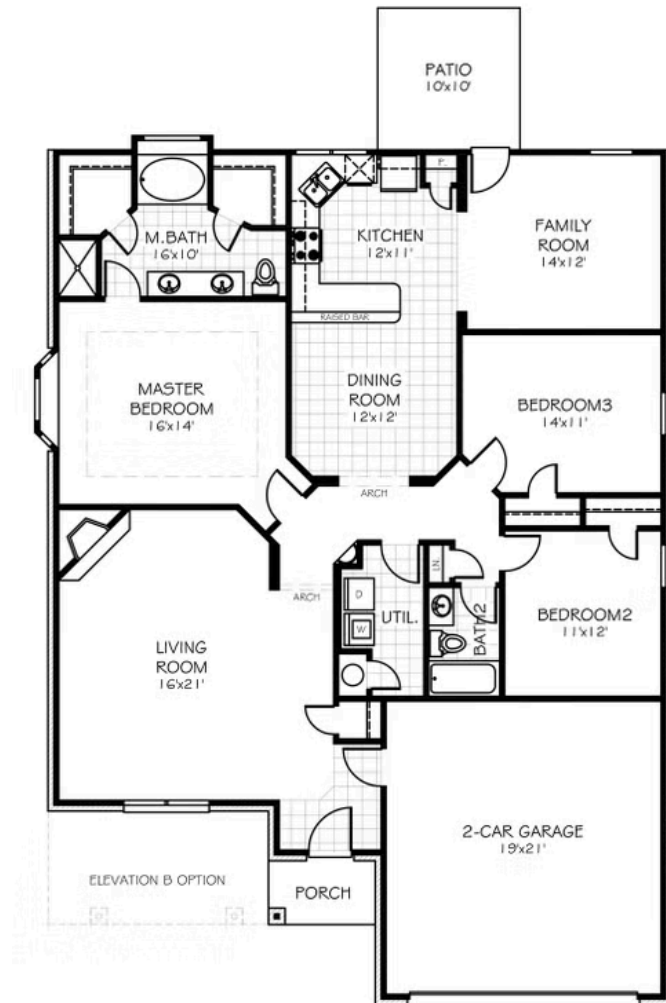 PATIO
10'x10'
P.
M.BATH
16'x10'
KITCHEN
12'x11'
FAMILY
ROOM
14'x12'
RAISED BAR
MASTER
BEDROOM
16'x14'
DINING
ROOM
12'x12'
BEDROOM3
14'x11'
ARCH
ARCH
LN.
D
W
UTIL.
BATH2
BEDROOM2
11'x12'
LIVING
ROOM
16'x21'
2-CAR GARAGE
19'x21'
ELEVATION B OPTION
PORCH